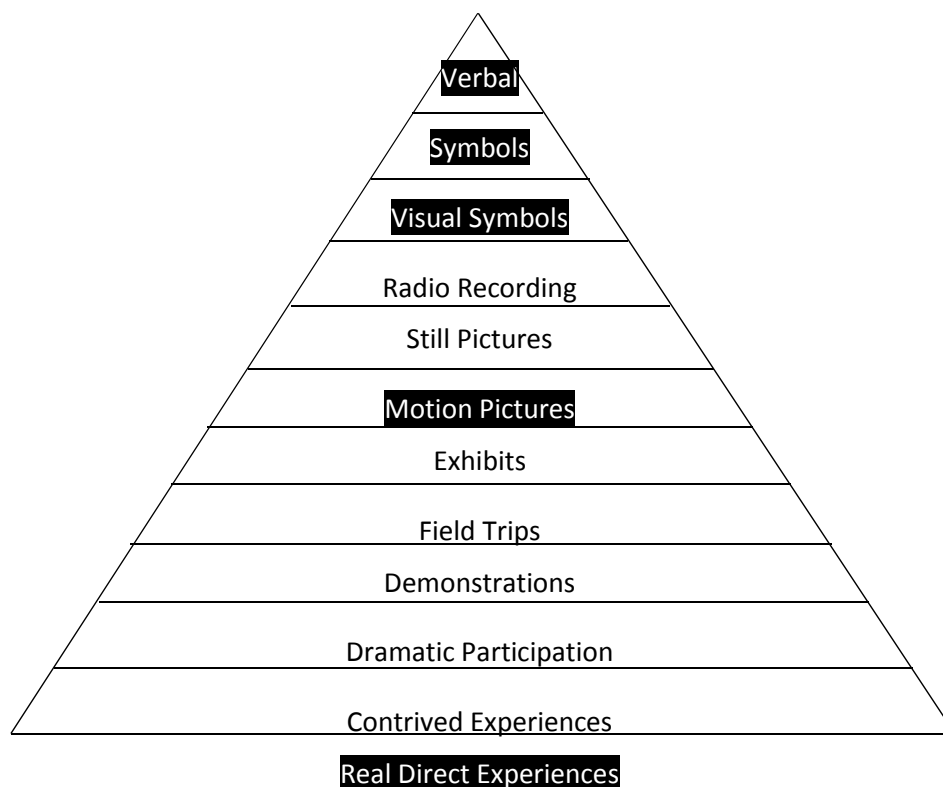 Verbal
Symbols
Visual Symbols
Radio Recording
Still Pictures
Motion Pictures
Exhibits
Field Trips
Demonstrations
Dramatic Participation
Contrived Experiences
Real Direct Experiences